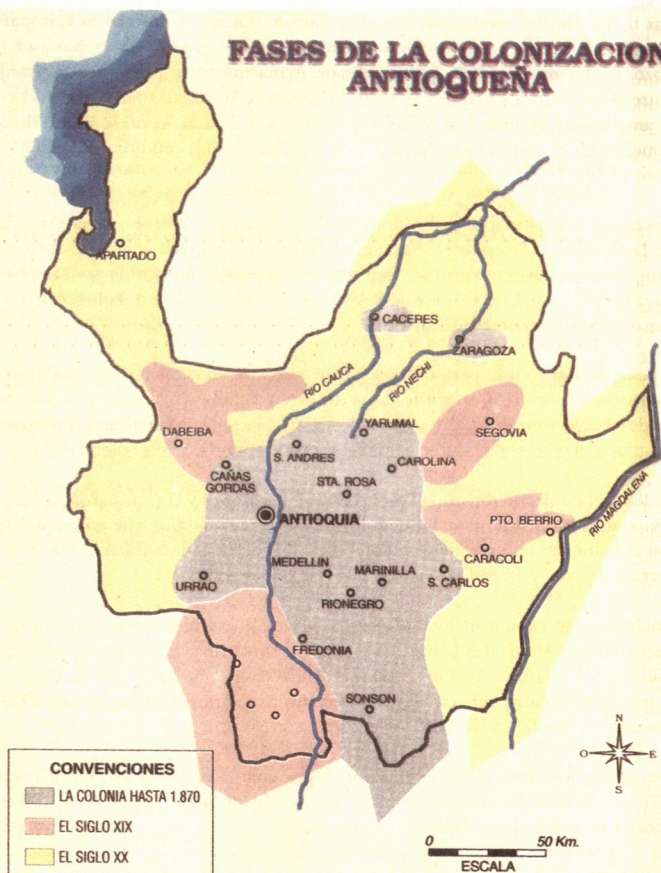 FASES DE LA COLONIZACION
ANTIOQUEÑA
APARTADO
CACERES
ZARAGOZA
RIO CAUCA
RIO NECHI
DABEIBA
YARUMAL
SEGOVIA
S. ANDRES
CAÑAS
GORDAS
CAROLINA
STA. ROSA
ANTIOQUIA
PTO. BERRIO
RIO MAGDALENA
CARACOLI
MEDELLIN
MARINILLA
S. CARLOS
URRAO
RIONEGRO
FREDONIA
SONSON
N
O
E
S
CONVENCIONES
LA COLONIA HASTA 1.870
EL SIGLO XIX
EL SIGLO XX
0 50 Km.
ESCALA